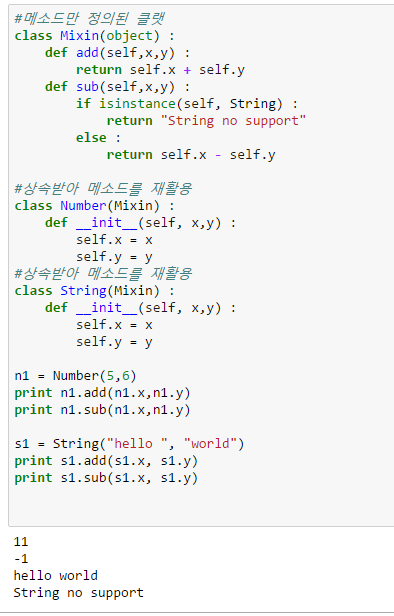 #메소드만 정의된 클랫
class Mixin(object) :
    def add(self,x,y) :
        return self.x + self.y
    def sub(self,x,y) :
        if isinstance(self, String) :
            return "String no support"
        else :
            return self.x - self.y

#상속받아 메소드를 재활용
class Number(Mixin) :
    def __init__(self, x,y) :
        self.x = x
        self.y = y
#상속받아 메소드를 재활용
class String(Mixin) :
    def __init__(self, x,y) :
        self.x = x
        self.y = y

n1 = Number(5,6)
print n1.add(n1.x,n1.y)
print n1.sub(n1.x,n1.y)

s1 = String("hello ", "world")
print s1.add(s1.x, s1.y)
print s1.sub(s1.x, s1.y)

11
-1
hello world
String no support